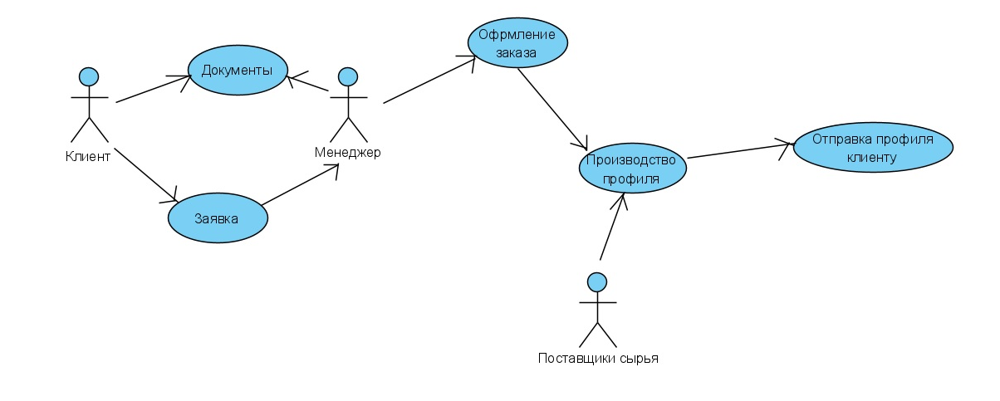 Офрмление
заказа
Документы
Клиент
Менеджер
Заявка
Производство
профиля
Отправка профиля
клиенту
Поставщики сырья